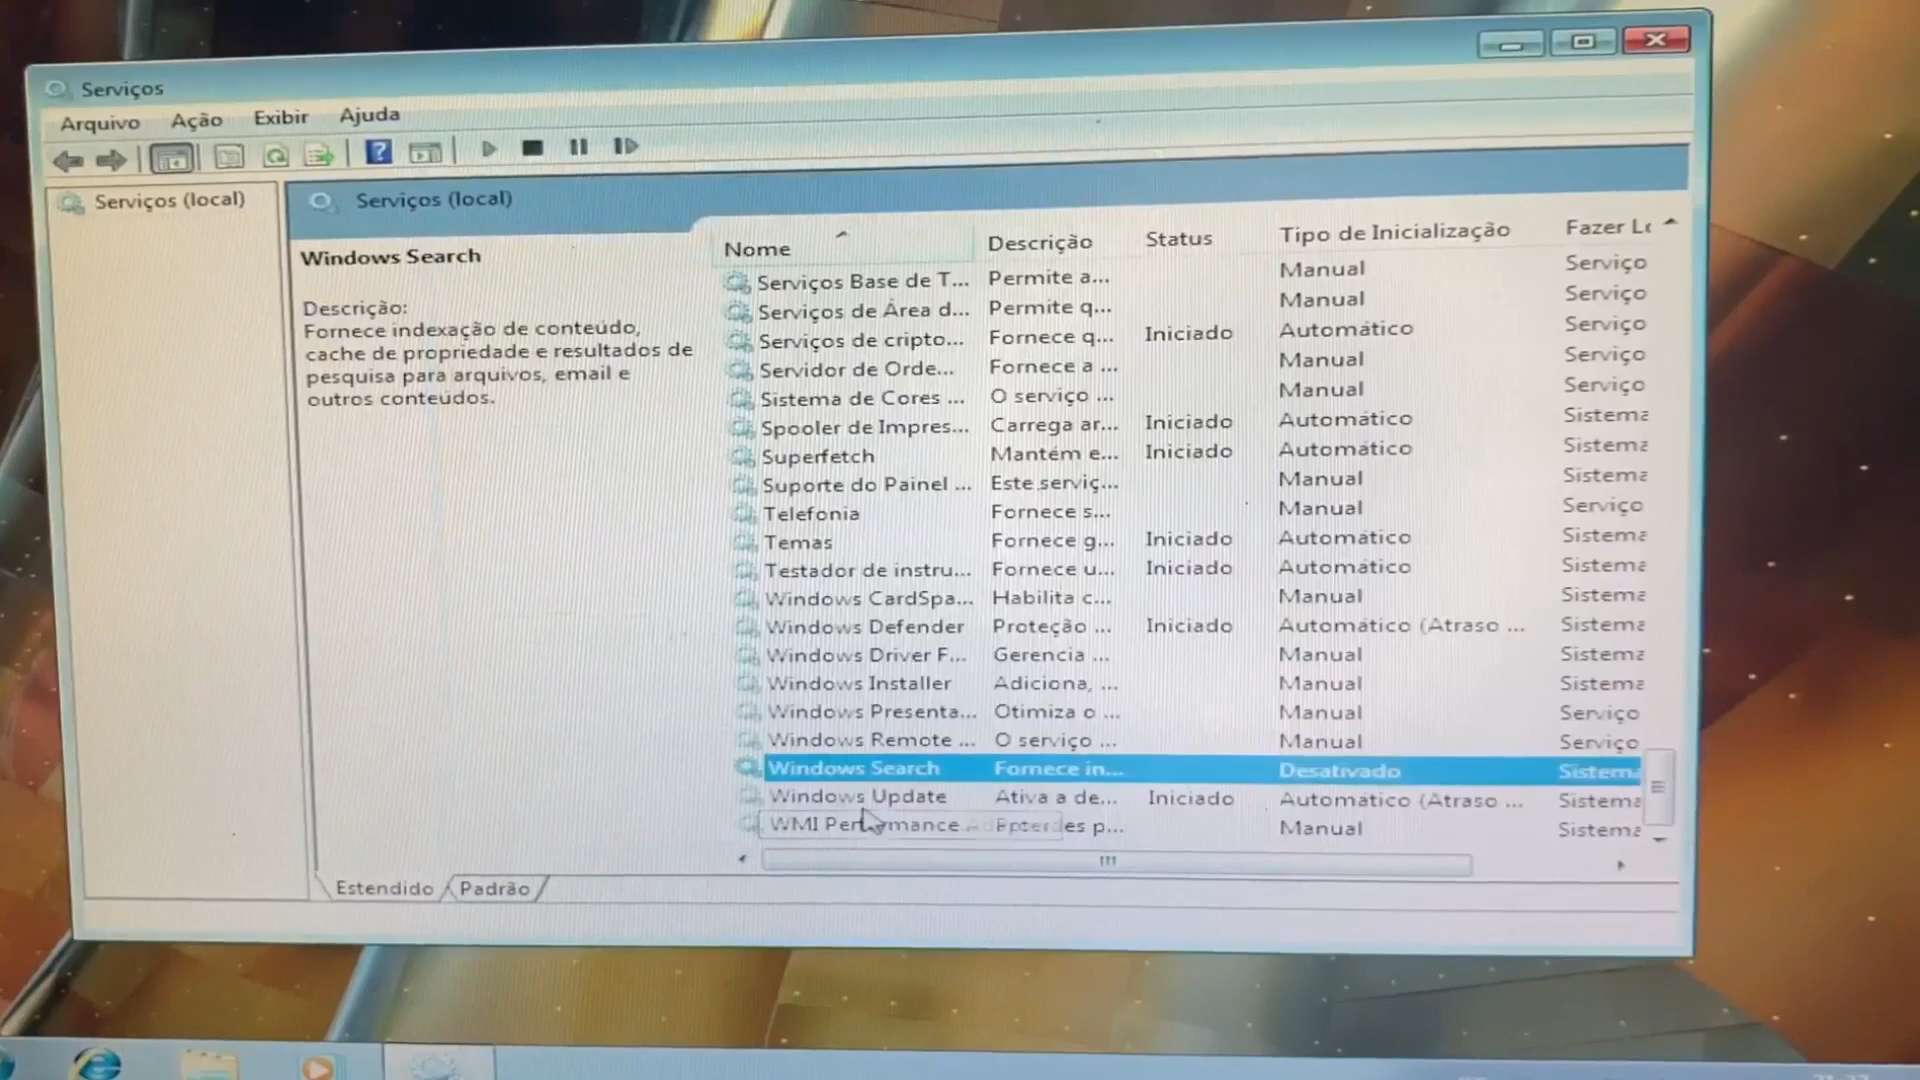 Serviços
Arquivo Ação Exibir Ajuda
Serviços (local)
Serviços (local)
Windows Search
Descrição:
Fornece indexação de conteúdo,
cache de propriedade e resultados de
pesquisa para arquivos, email e
outros conteúdos.
Nome Descrição Status Tipo de Inicialização Fazer Lo
Serviços Base de T... Permite a... Manual Serviço
Serviços de Área d... Permite q... Manual Serviço
Serviços de cripto... Fornece q... Iniciado Automático Serviço
Servidor de Orde... Fornece a ... Manual Serviço
Sistema de Cores ... O serviço ... Manual Serviço
Spooler de Impres... Carrega ar... Iniciado Automático Sistema
Superfetch Mantém e... Iniciado Automático Sistema
Suporte do Painel ... Este serviç... Manual Sistema
Telefonia Fornece s... Manual Serviço
Temas Fornece g... Iniciado Automático Sistema
Testador de instru... Fornece u... Iniciado Automático Sistema
Windows CardSpa... Habilita c... Manual Sistema
Windows Defender Proteção ... Iniciado Automático (Atraso ... Sistema
Windows Driver F... Gerencia ... Manual Sistema
Windows Installer Adiciona, ... Manual Sistema
Windows Presenta... Otimiza o ... Manual Serviço
Windows Remote ... O serviço ... Manual Serviço
Windows Search Fornece in... Desativado Sistema
Windows Update Ativa a de... Iniciado Automático (Atraso ... Sistema
WMI Performance p... Manual Sistema
Estendido Padrão